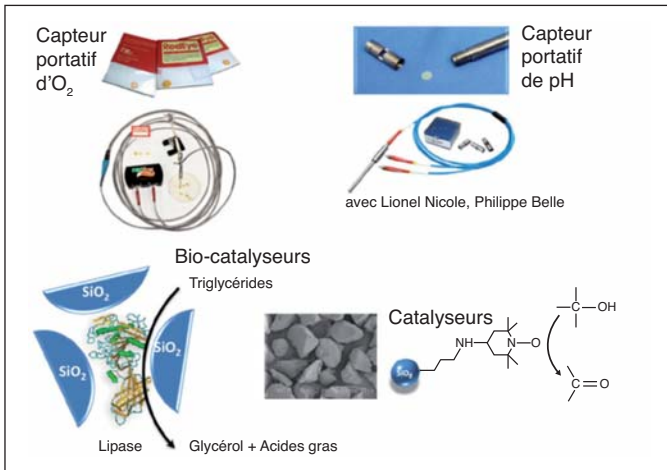 Capteur
portatif
d'O₂
RedEye
Capteur
portatif
de pH
avec Lionel Nicole, Philippe Belle
Bio-catalyseurs
Triglycérides
SiO₂
SiO₂
SiO₂
Lipase
Glycérol + Acides gras
Catalyseurs
SiO₂
NH
N–O
C–OH
C=O